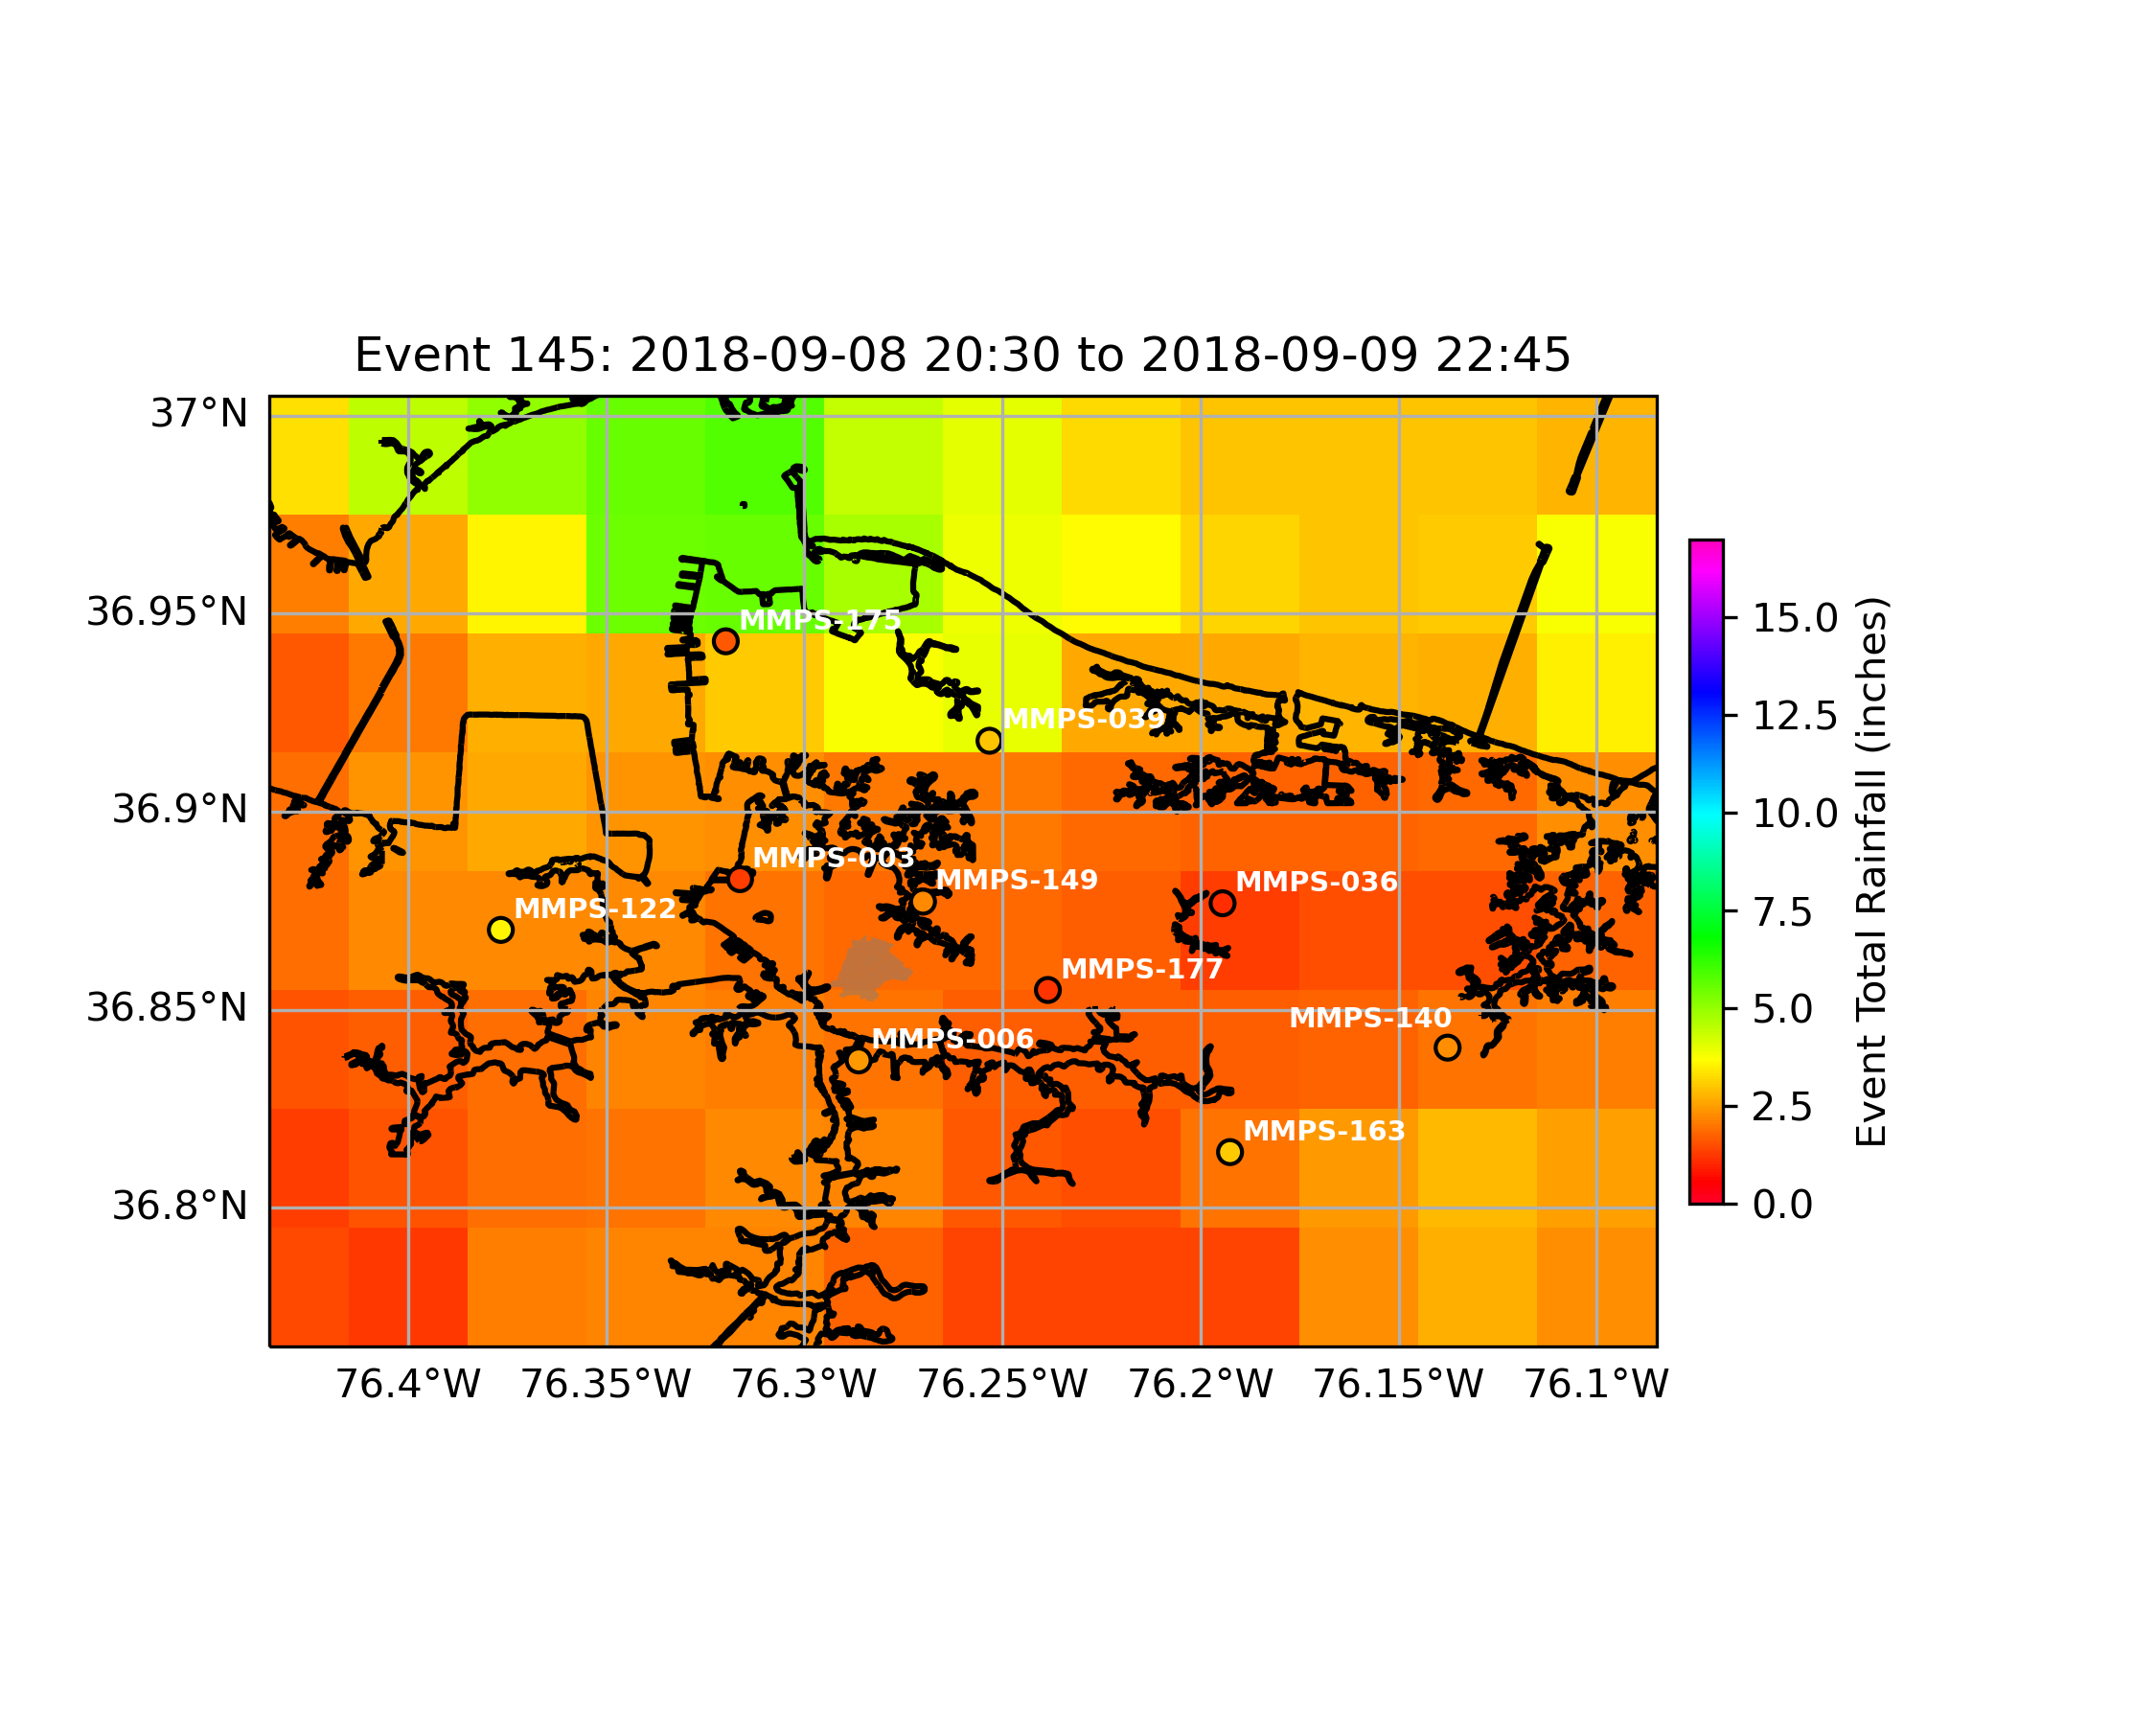 Event 145: 2018-09-08 20:30 to 2018-09-09 22:45
37°N
36.95°N
36.9°N
36.85°N
36.8°N
MMPS-175
MMPS-039
MMPS-003
MMPS-149
MMPS-036
MMPS-122
MMPS-177
MMPS-140
MMPS-006
MMPS-163
76.4°W 76.35°W 76.3°W 76.25°W 76.2°W 76.15°W 76.1°W
15.0
12.5
10.0
7.5
5.0
2.5
0.0
Event Total Rainfall (inches)